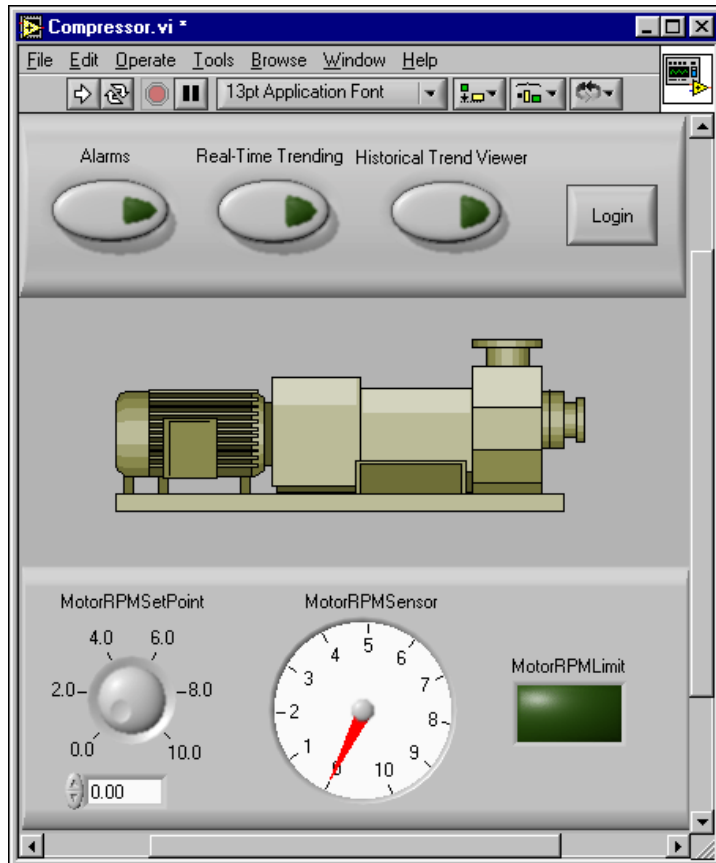 Compressor.vi *
File Edit Operate Tools Browse Window Help
13pt Application Font
Alarms Real-Time Trending Historical Trend Viewer
Login
MotorRPMSetPoint MotorRPMSensor
4.0 6.0
2.0 8.0
0.0 10.0
0.00
0 1 2 3 4 5 6 7 8 9 10
MotorRPMLimit